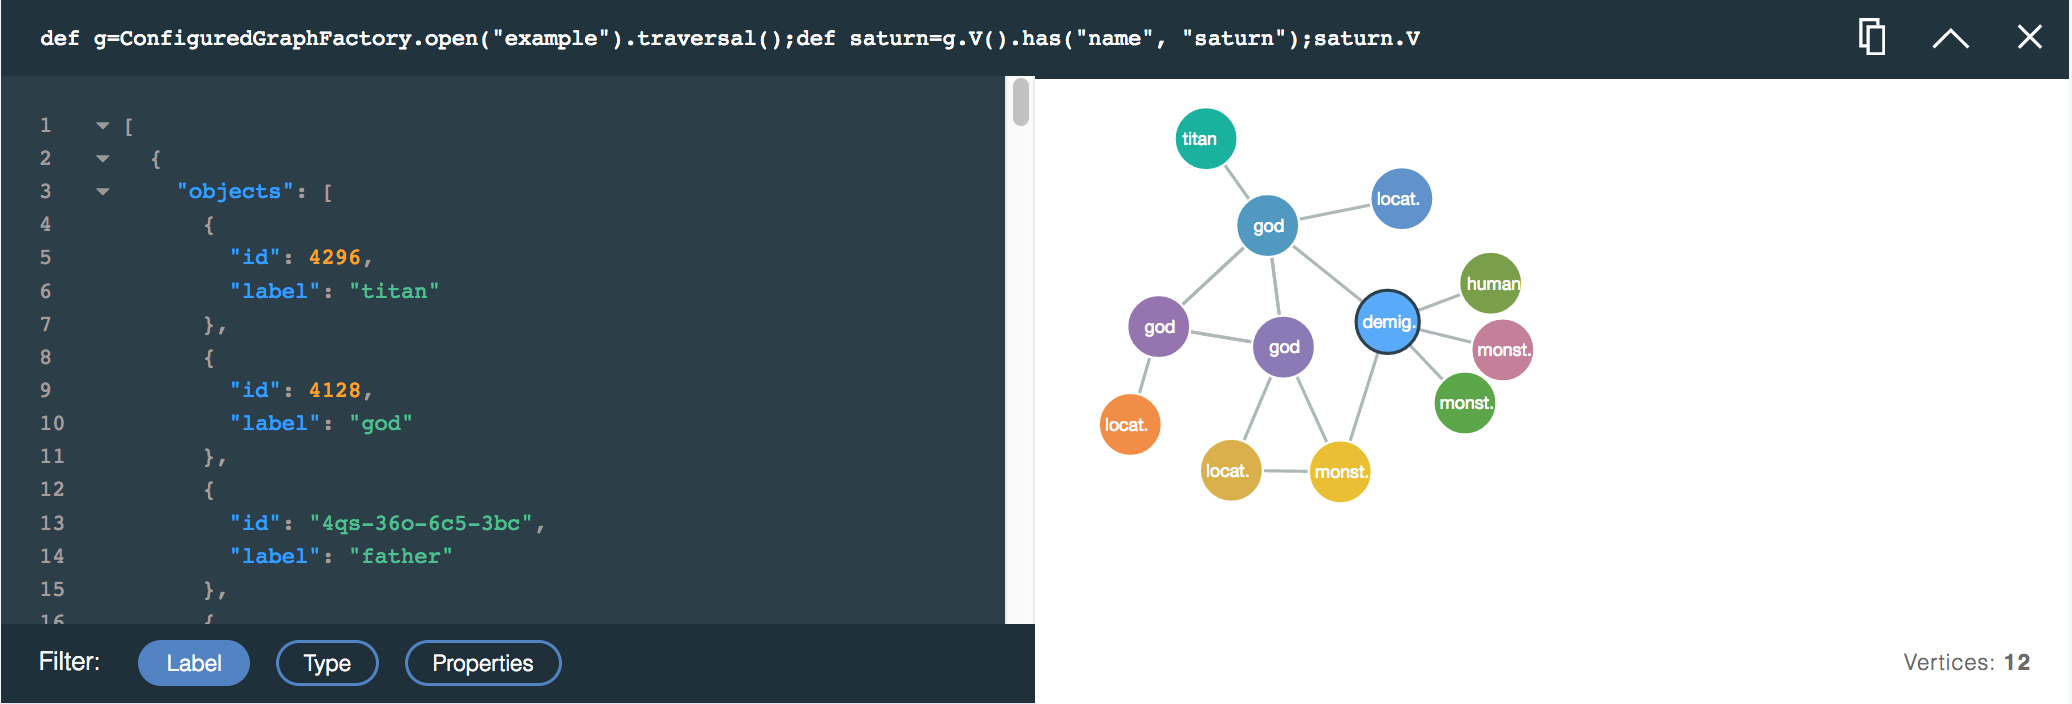 def g=ConfiguredGraphFactory.open("example").traversal();def saturn=g.V().has("name", "saturn");saturn.V
1 [
2 {
3 "objects": [
4 {
5 "id": 4296,
6 "label": "titan"
7 },
8 {
9 "id": 4128,
10 "label": "god"
11 },
12 {
13 "id": "4qs-36o-6c5-3bc",
14 "label": "father"
15 },
16 {
Filter: Label Type Properties
titan
locat.
god
human
demig.
god
god
monst.
monst.
locat.
locat.
monst.
Vertices: 12